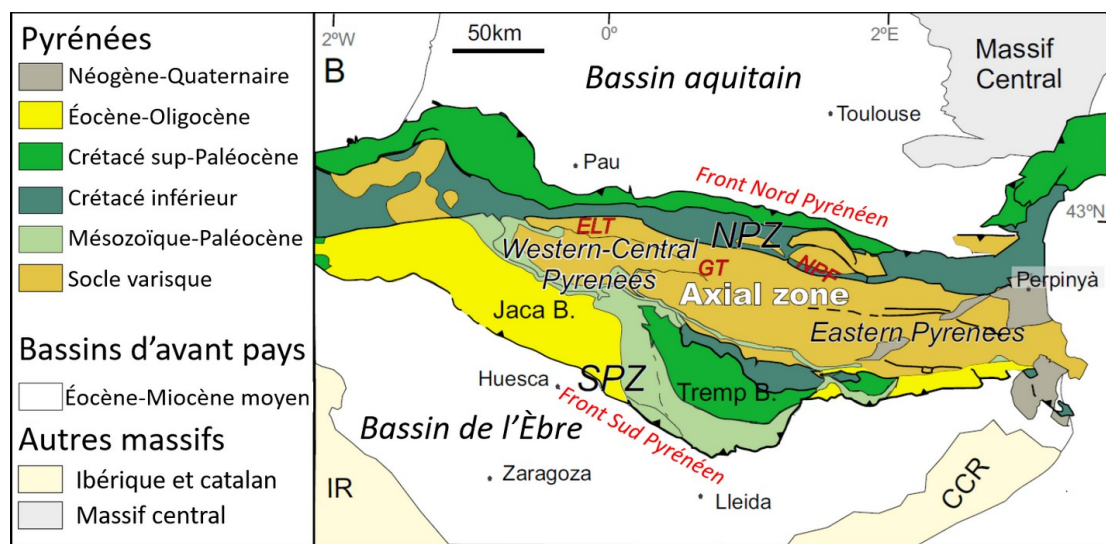 Pyrénées
Néogène-Quaternaire
Éocène-Oligocène
Crétacé sup-Paléocène
Crétacé inférieur
Mésozoïque-Paléocène
Socle varisque
Bassins d'avant pays
Éocène-Miocène moyen
Autres massifs
Ibérique et catalan
Massif central
2ºW
50km
0º
2ºE
B
Bassin aquitain
Massif
Central
Toulouse
Pau
Front Nord Pyrénéen
43ºN
ELT
NPZ
Western-Central
Pyrenees
GT
NPF
Axial zone
Perpinyà
Jaca B.
Eastern Pyrenees
Huesca
SPZ
Tremp B.
Front Sud Pyrénéen
Bassin de l'Èbre
Zaragoza
Lleida
IR
CCR